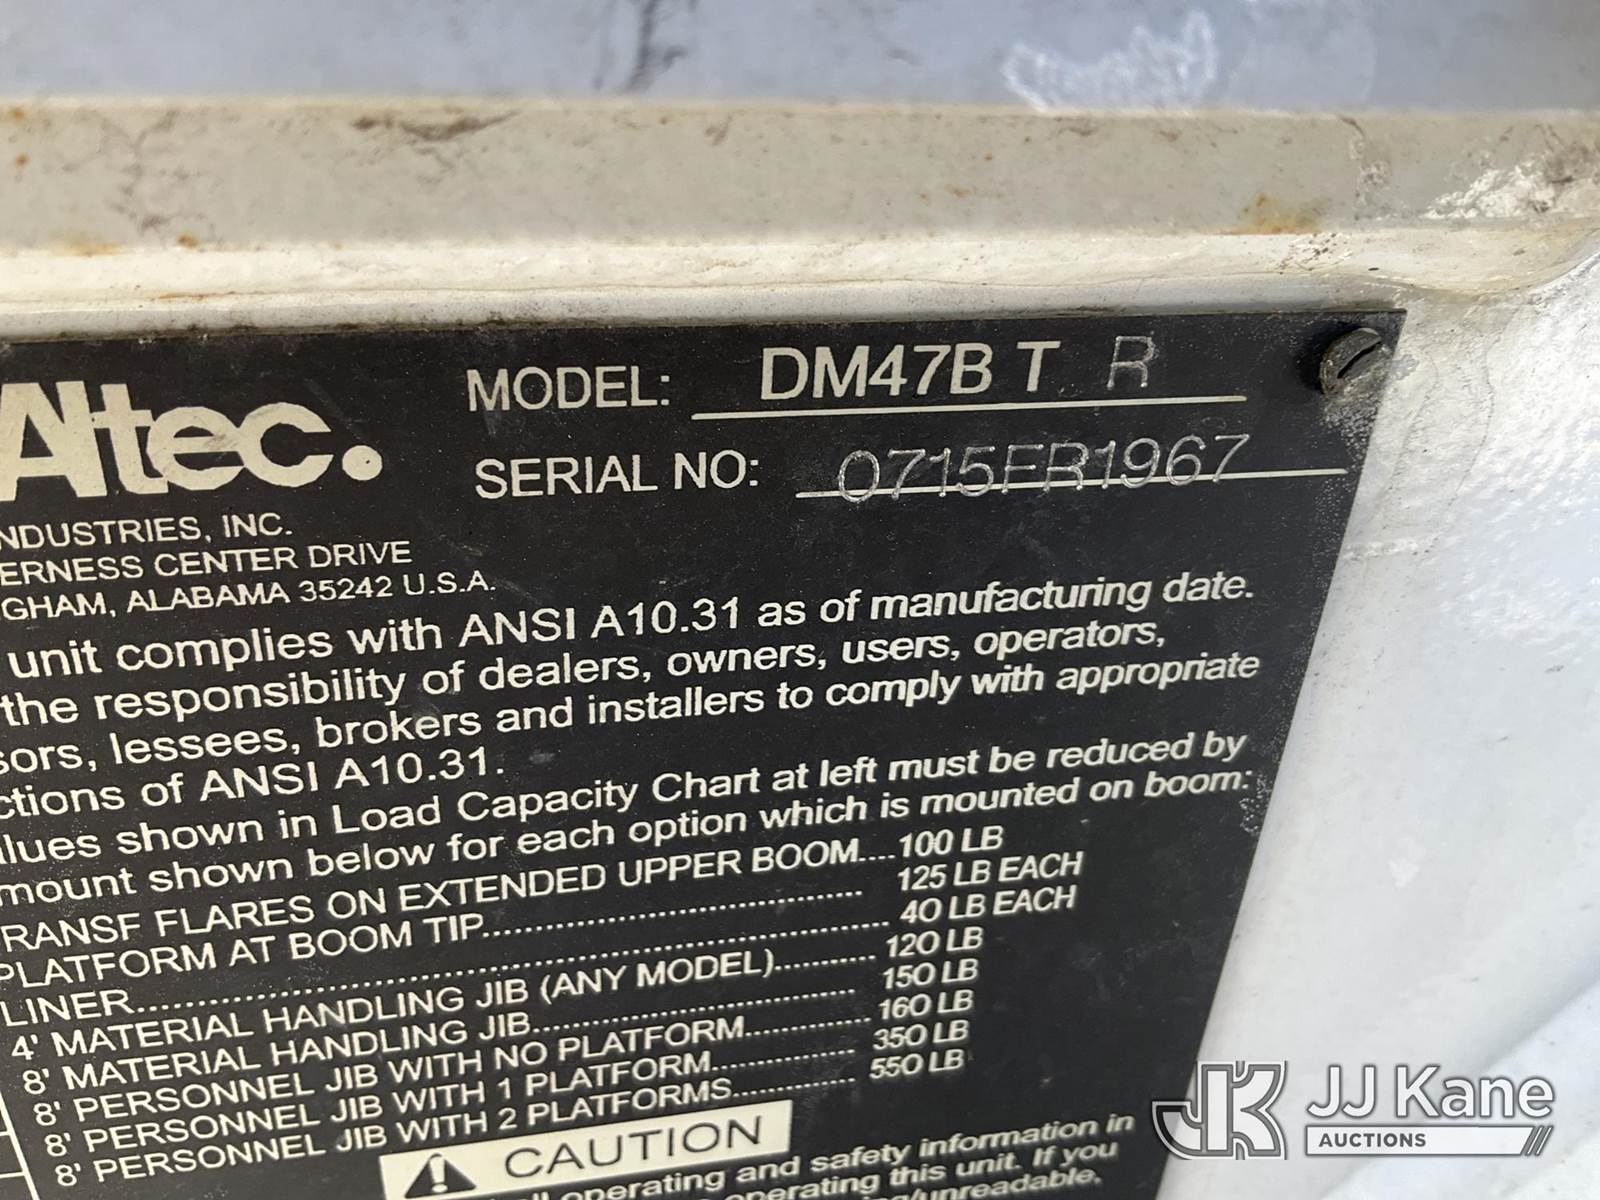 Altec.
MODEL: DM47B T R
SERIAL NO: 0715FR1967
NDUSTRIES, INC.
ERNESS CENTER DRIVE
GHAM, ALABAMA 35242 U.S.A.
unit complies with ANSI A10.31 as of manufacturing date.
the responsibility of dealers, owners, users, operators,
sors, lessees, brokers and installers to comply with appropriate
ctions of ANSI A10.31.
lues shown in Load Capacity Chart at left must be reduced by
mount shown below for each option which is mounted on boom:
RANSF FLARES ON EXTENDED UPPER BOOM....100 LB
PLATFORM AT BOOM TIP............................................ 125 LB EACH
LINER.................................................................................. 40 LB EACH
4' MATERIAL HANDLING JIB (ANY MODEL)........... 120 LB
8' MATERIAL HANDLING JIB..................................... 150 LB
8' PERSONNEL JIB WITH NO PLATFORM.............. 160 LB
8' PERSONNEL JIB WITH 1 PLATFORM................ 350 LB
8' PERSONNEL JIB WITH 2 PLATFORMS.............. 550 LB
CAUTION
all operating and safety information in
operating this unit. If you
ng/unreadable.
JJ Kane
AUCTIONS